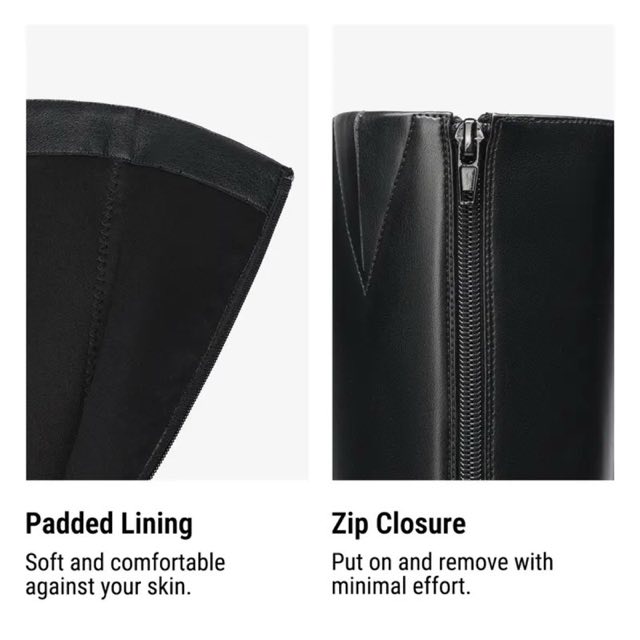 Padded Lining
Soft and comfortable
against your skin.
Zip Closure
Put on and remove with
minimal effort.